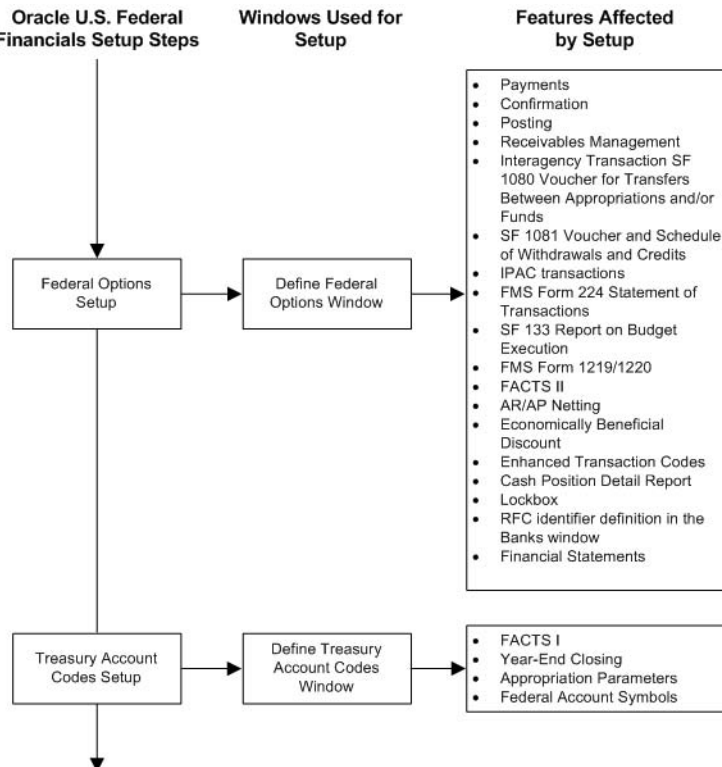 Oracle U.S. Federal
Financials Setup Steps
Windows Used for
Setup
Features Affected
by Setup
Federal Options
Setup
Define Federal
Options Window
• Payments
• Confirmation
• Posting
• Receivables Management
• Interagency Transaction SF
1080 Voucher for Transfers
Between Appropriations and/or
Funds
• SF 1081 Voucher and Schedule
of Withdrawals and Credits
• IPAC transactions
• FMS Form 224 Statement of
Transactions
• SF 133 Report on Budget
Execution
• FMS Form 1219/1220
• FACTS II
• AR/AP Netting
• Economically Beneficial
Discount
• Enhanced Transaction Codes
• Cash Position Detail Report
• Lockbox
• RFC identifier definition in the
Banks window
• Financial Statements
Treasury Account
Codes Setup
Define Treasury
Account Codes
Window
• FACTS I
• Year-End Closing
• Appropriation Parameters
• Federal Account Symbols